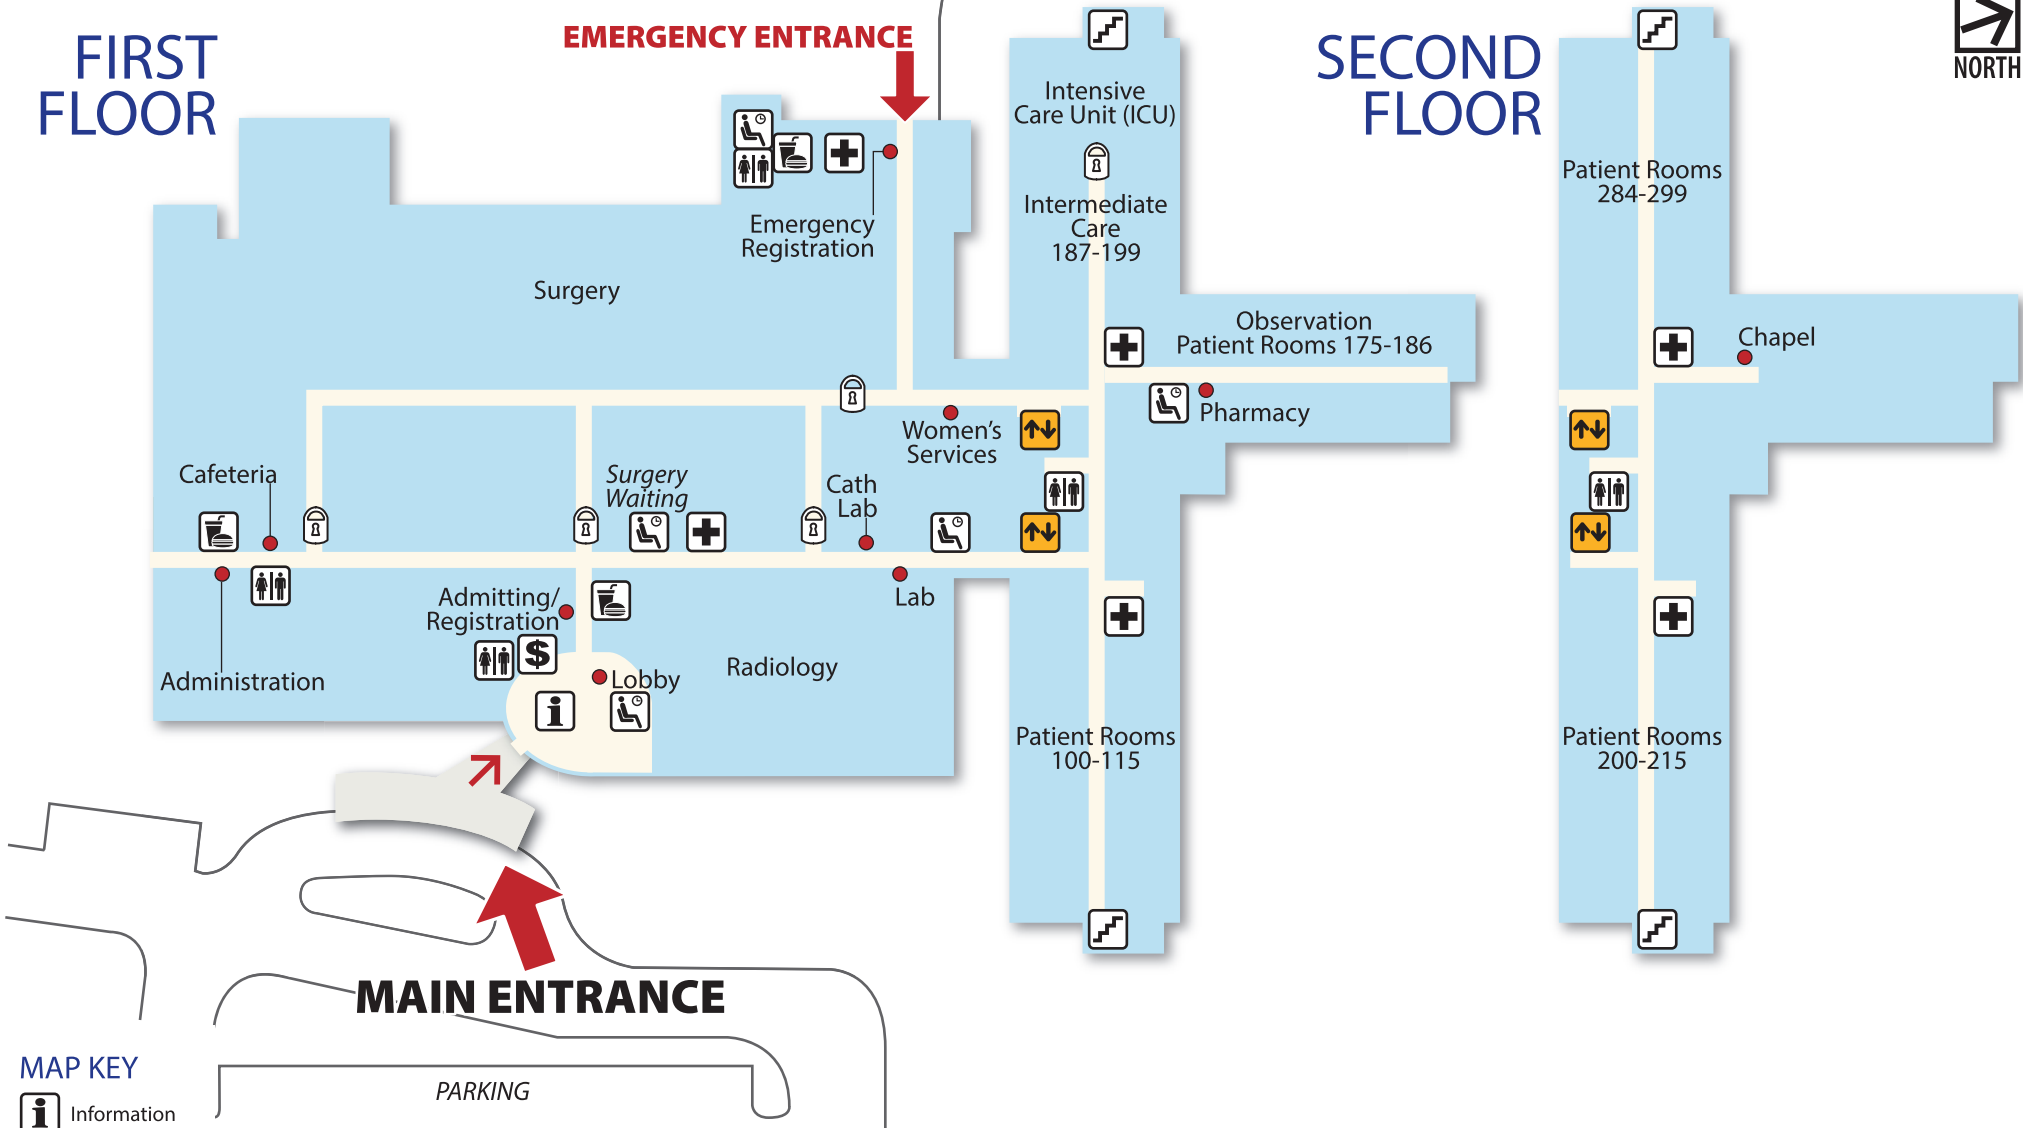 FIRST
FLOOR
EMERGENCY ENTRANCE
SECOND
FLOOR
NORTH
Intensive
Care Unit (ICU)
Intermediate
Care
187-199
Emergency
Registration
Surgery
Observation
Patient Rooms 175-186
Pharmacy
Women's
Services
Cafeteria
Surgery
Waiting
Cath
Lab
Admitting/
Registration
$
Lab
Administration
Lobby
i
Radiology
Patient Rooms
100-115
Patient Rooms
284-299
Chapel
Patient Rooms
200-215
MAIN ENTRANCE
PARKING
MAP KEY
i Information